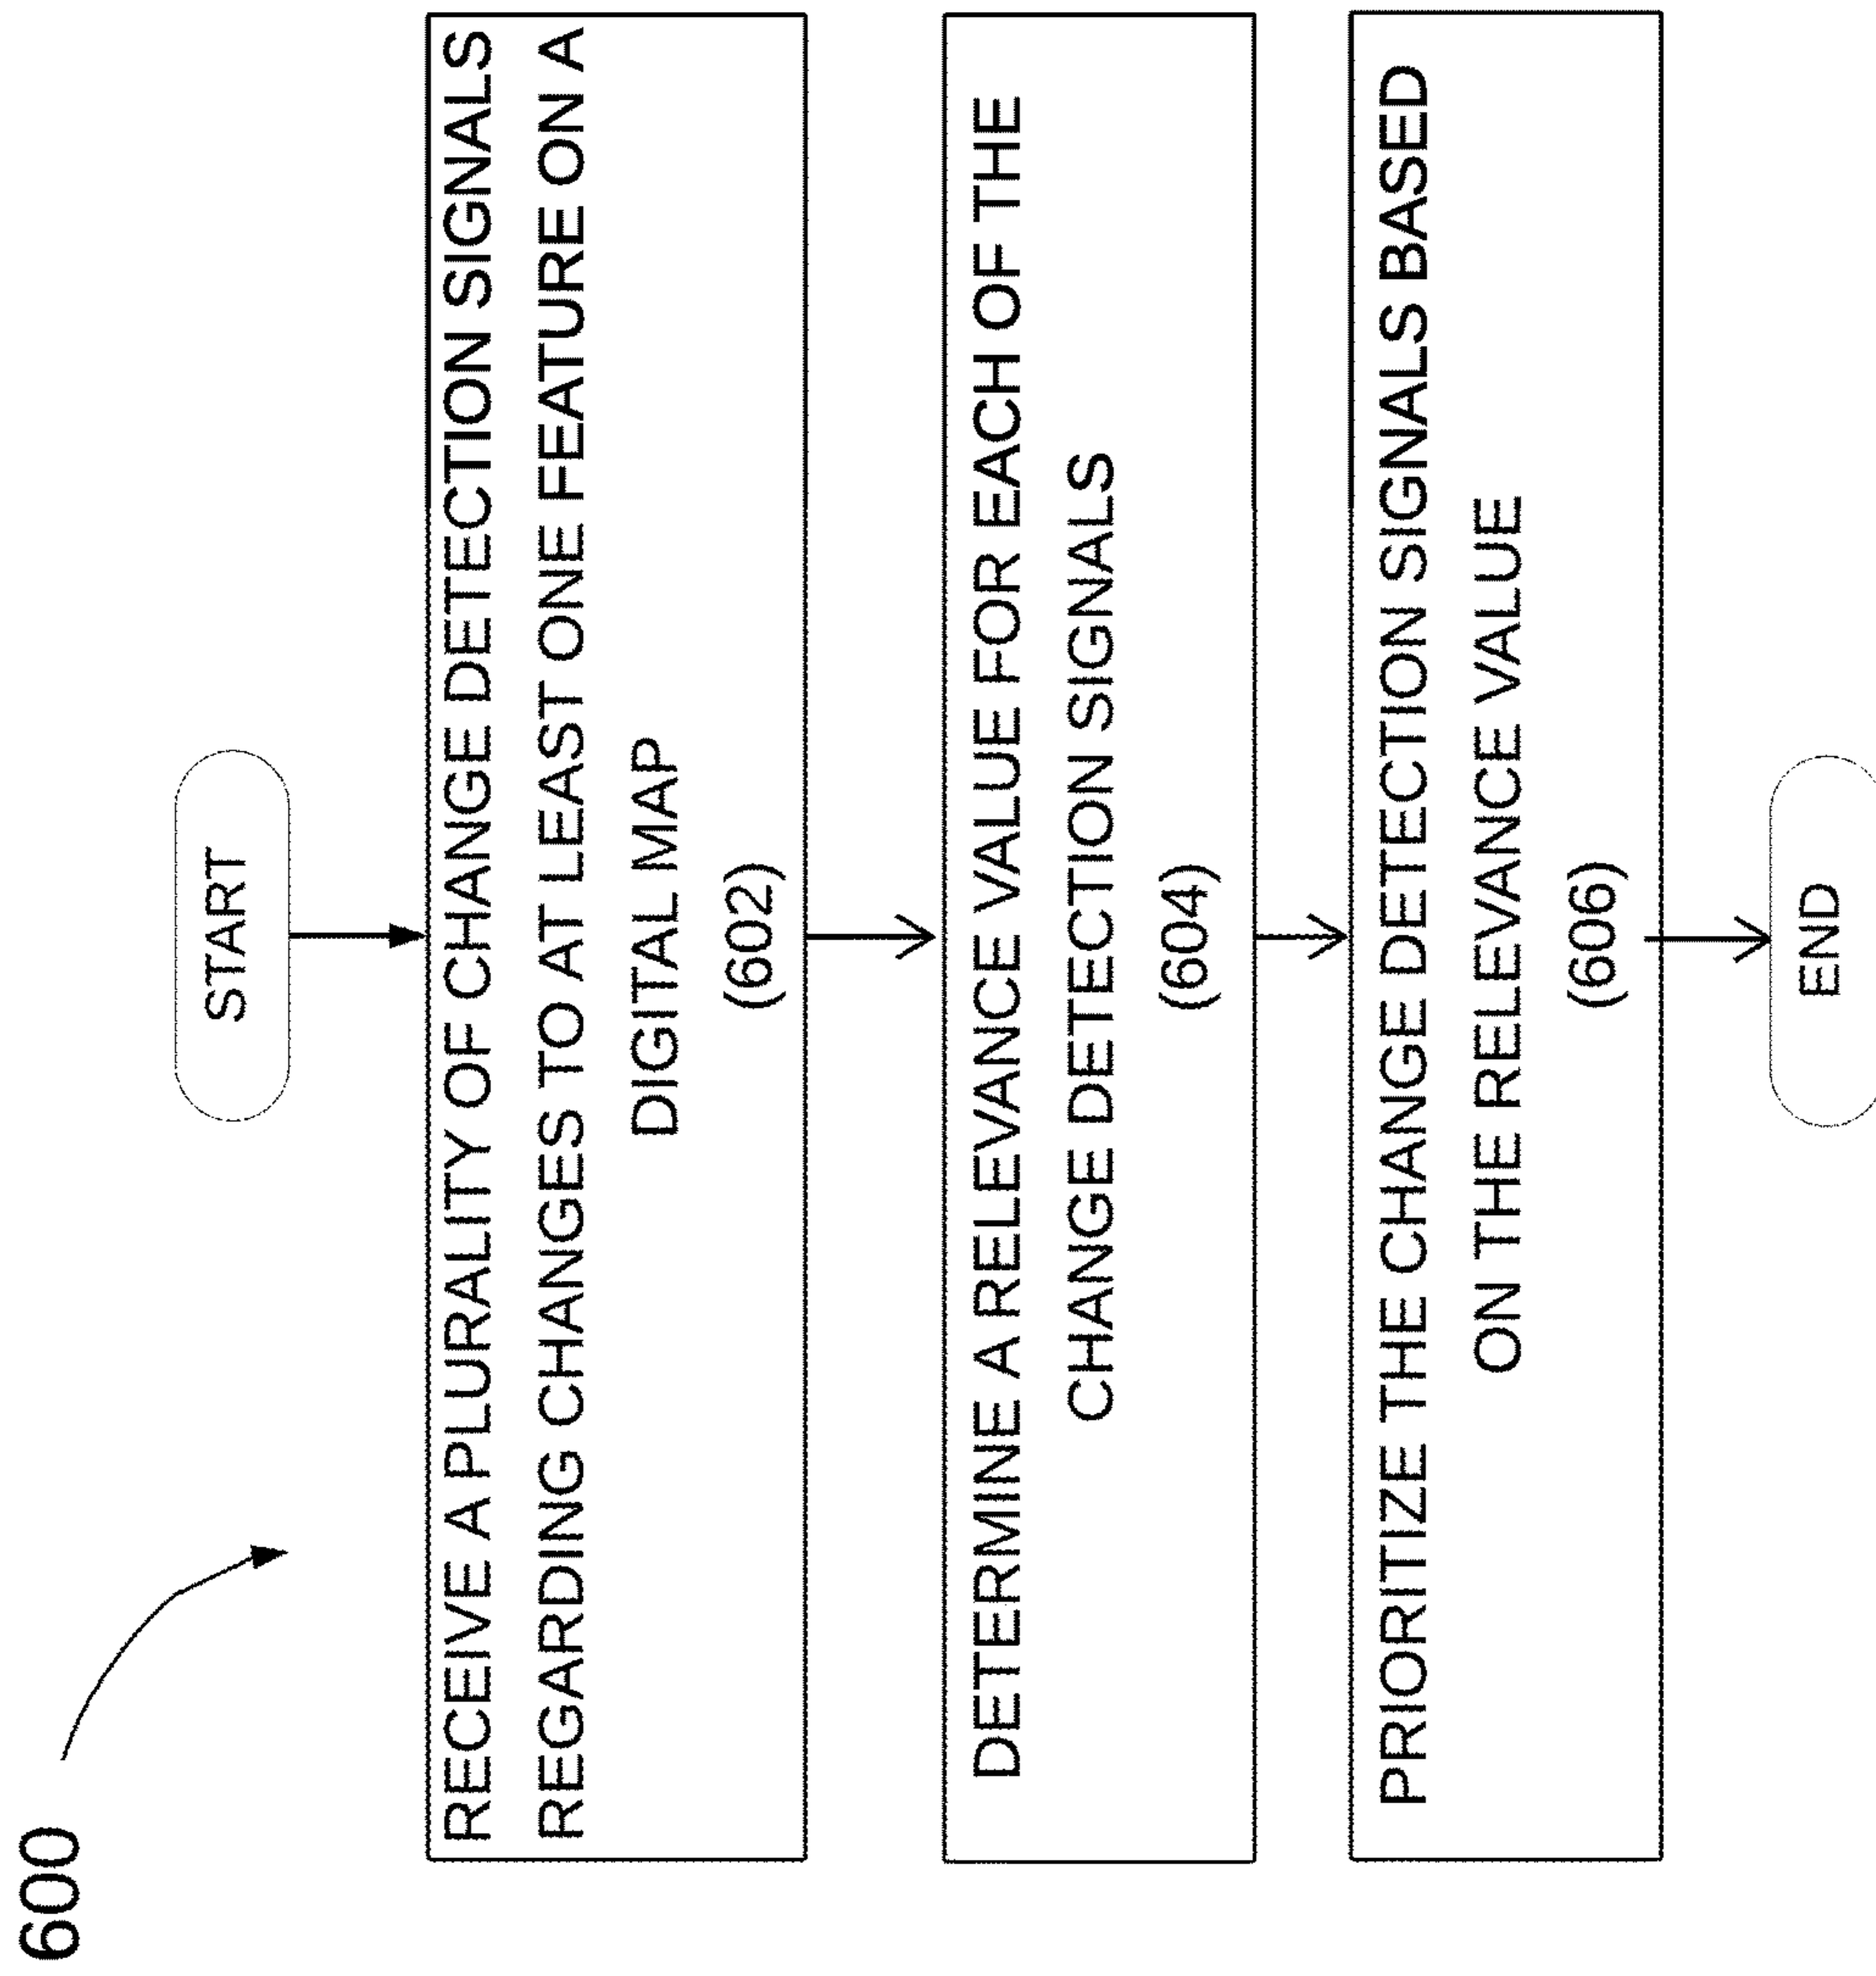 600
START
RECEIVE A PLURALITY OF CHANGE DETECTION SIGNALS
REGARDING CHANGES TO AT LEAST ONE FEATURE ON A
DIGITAL MAP
(602)
DETERMINE A RELEVANCE VALUE FOR EACH OF THE
CHANGE DETECTION SIGNALS
(604)
PRIORITIZE THE CHANGE DETECTION SIGNALS BASED
ON THE RELEVANCE VALUE
(606)
END